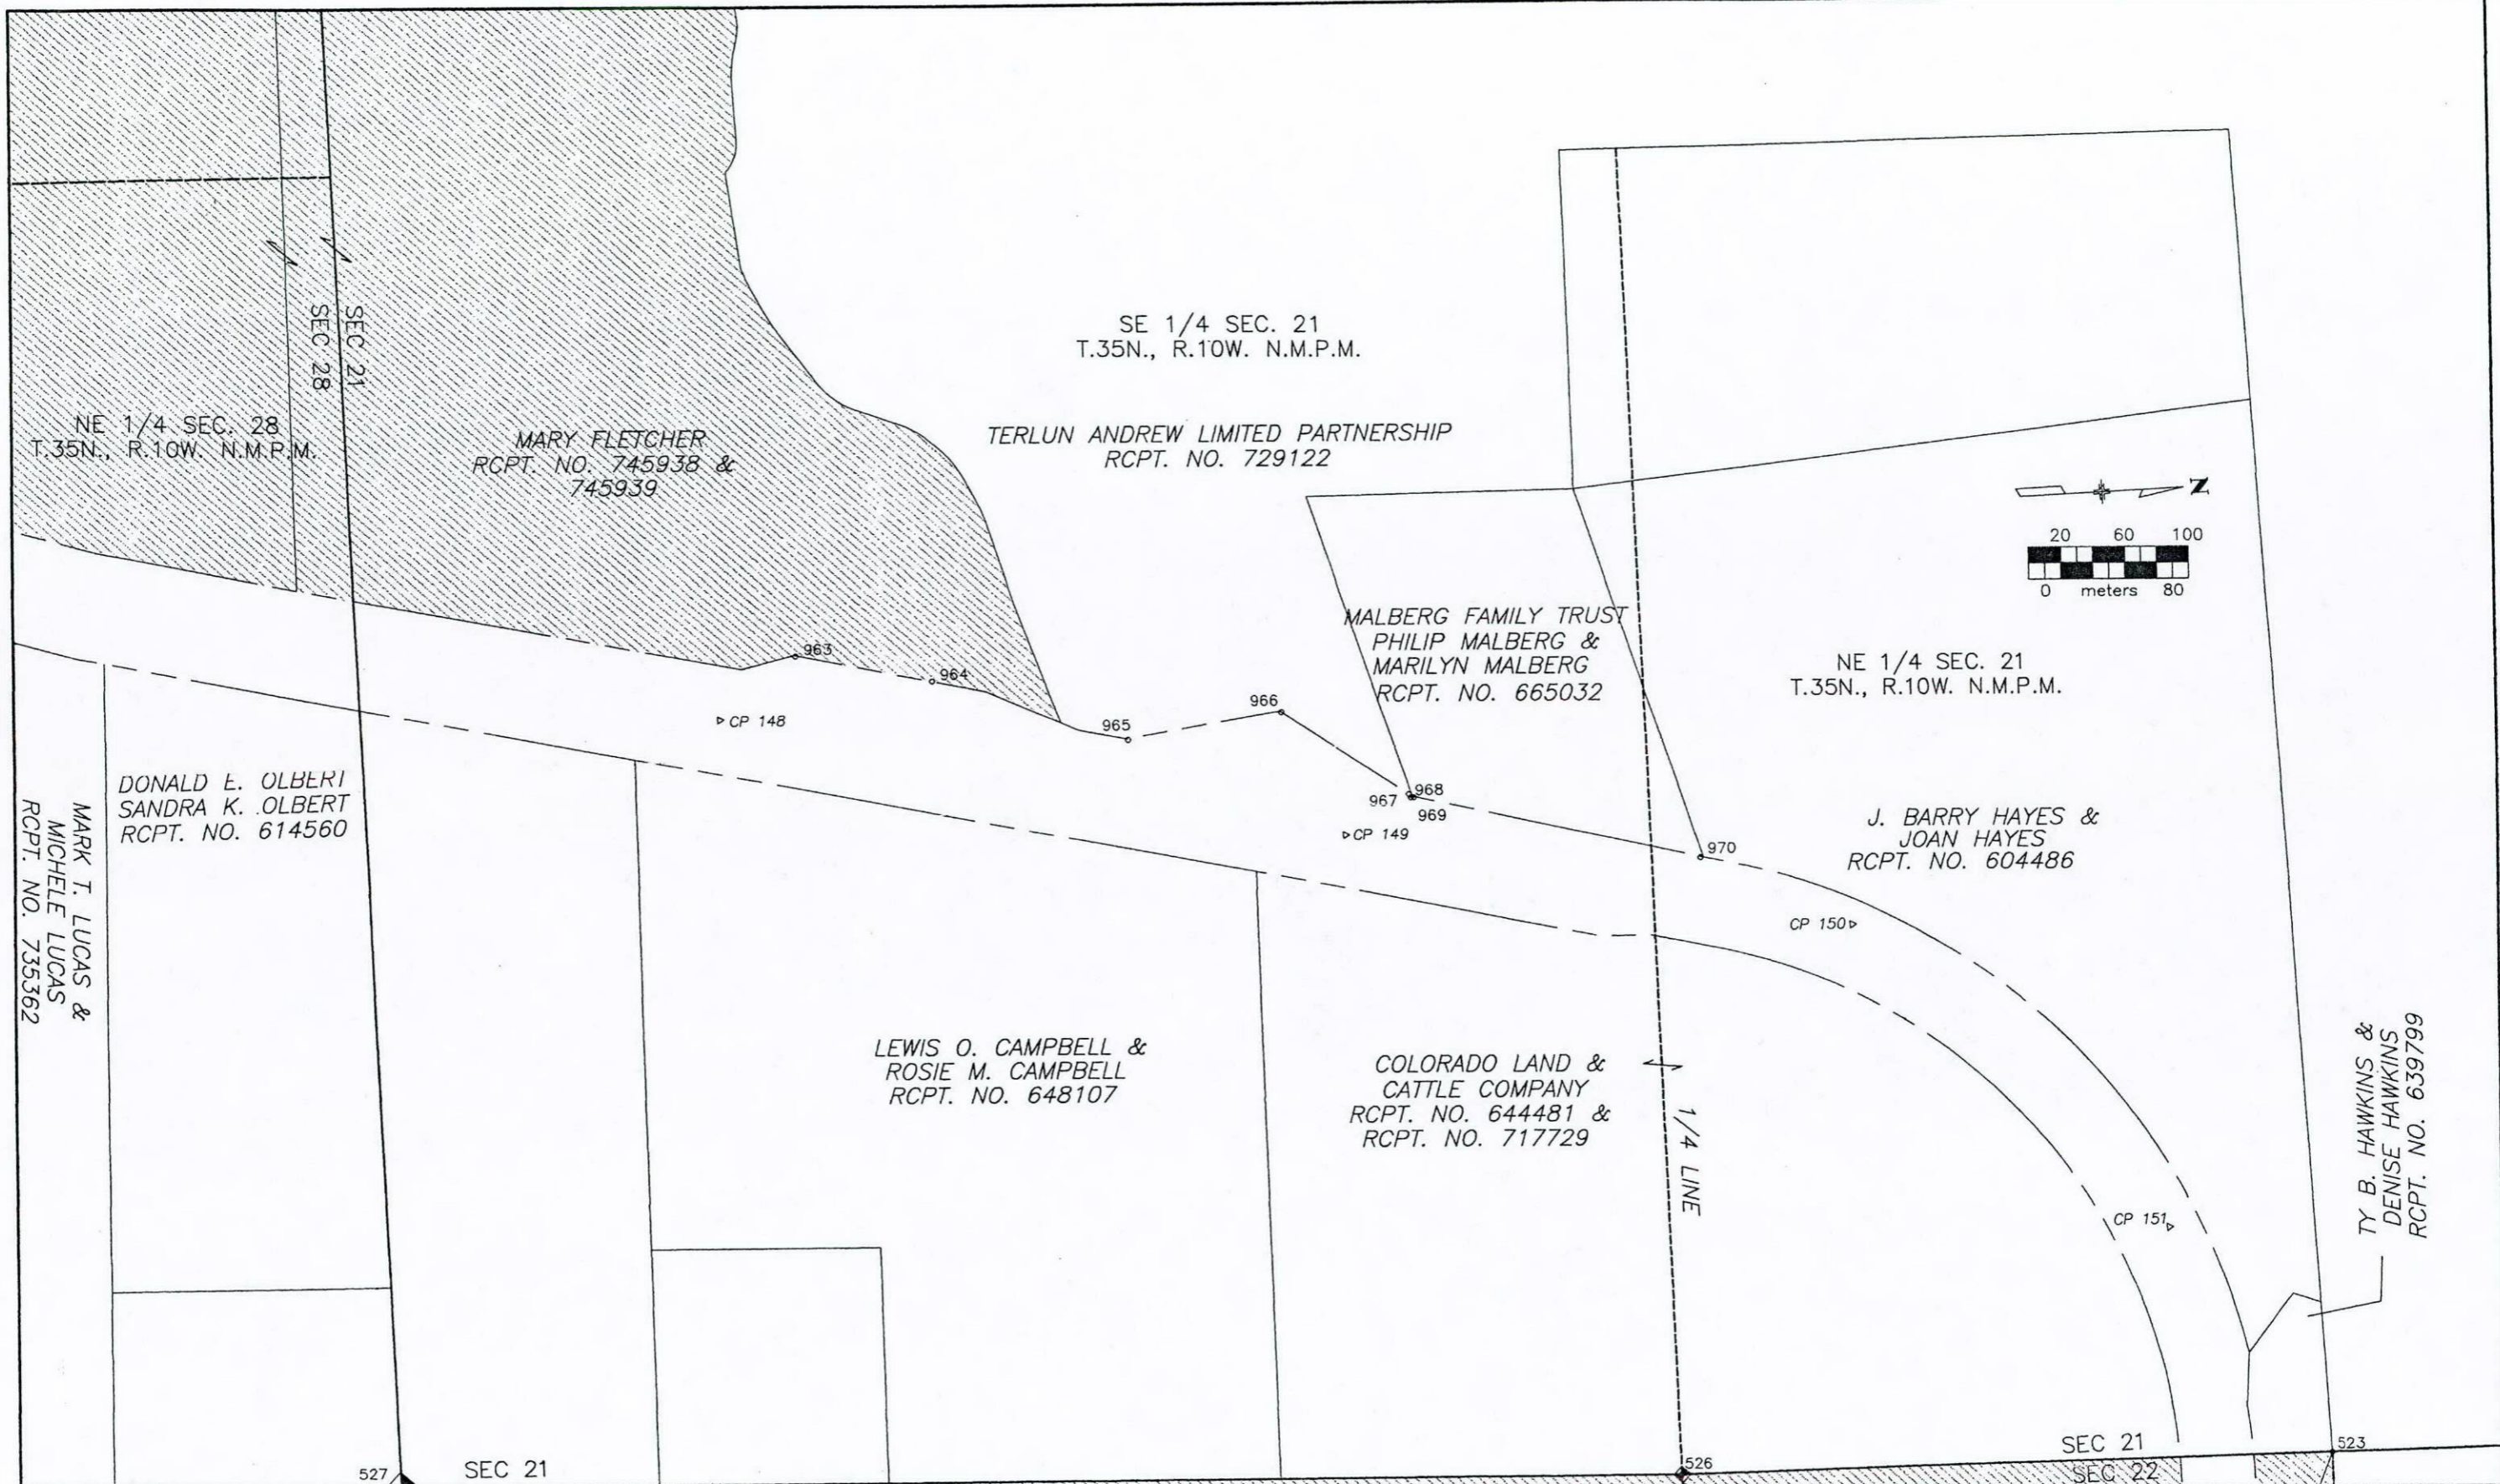 SEC 21
SEC 28
NE 1/4 SEC. 28
T.35N., R.10W. N.M.P.M.
MARY FLETCHER
RCPT. NO. 745938 &
745939
SE 1/4 SEC. 21
T.35N., R.10W. N.M.P.M.
TERLUN ANDREW LIMITED PARTNERSHIP
RCPT. NO. 729122
N
20 60 100
0 meters 80
MALBERG FAMILY TRUST
PHILIP MALBERG &
MARILYN MALBERG
RCPT. NO. 665032
NE 1/4 SEC. 21
T.35N., R.10W. N.M.P.M.
963
964
965
966
967
968
969
970
CP 148
CP 149
CP 150
CP 151
J. BARRY HAYES &
JOAN HAYES
RCPT. NO. 604486
DONALD E. OLBERT
SANDRA K. OLBERT
RCPT. NO. 614560
MARK T. LUCAS &
MICHELE LUCAS
RCPT. NO. 735362
LEWIS O. CAMPBELL &
ROSIE M. CAMPBELL
RCPT. NO. 648107
COLORADO LAND &
CATTLE COMPANY
RCPT. NO. 644481 &
RCPT. NO. 717729
1/4 LINE
TY B. HAWKINS &
DENISE HAWKINS
RCPT. NO. 639799
527
SEC 21
526
SEC 21
SEC 22
523